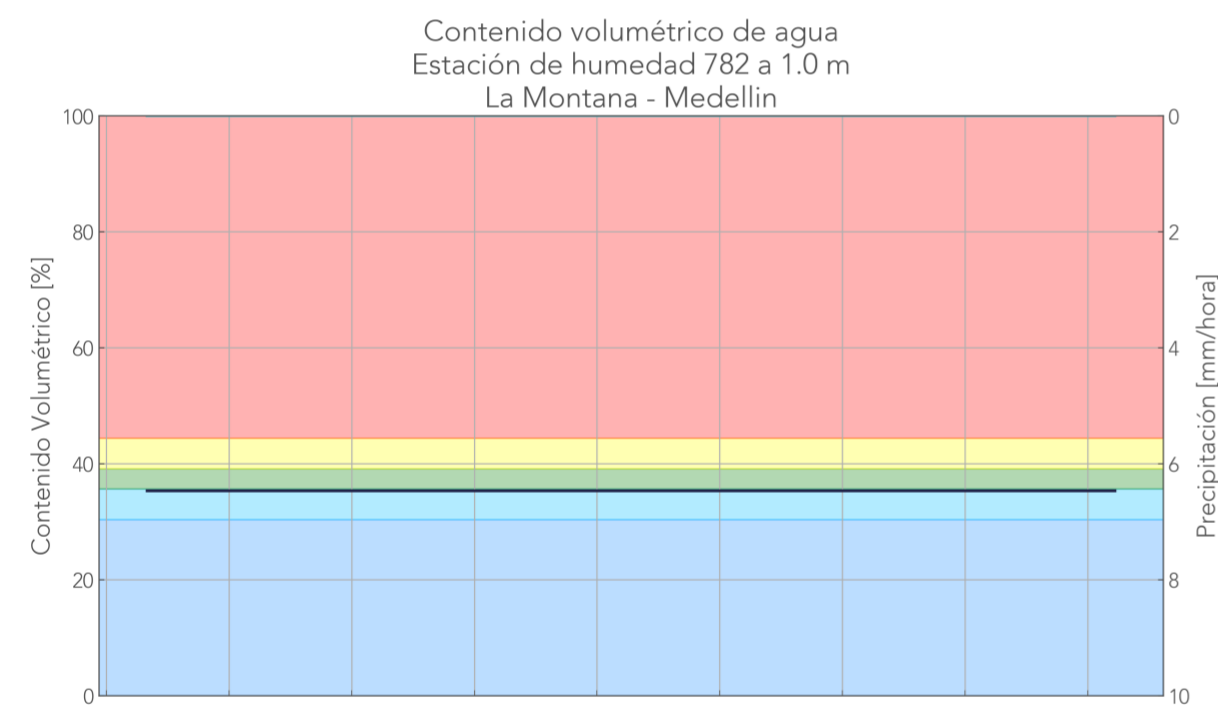 Contenido volumétrico de agua
Estación de humedad 782 a 1.0 m
La Montana - Medellin
Contenido Volumétrico [%]
100
80
60
40
20
0
Precipitación [mm/hora]
0
2
4
6
8
10